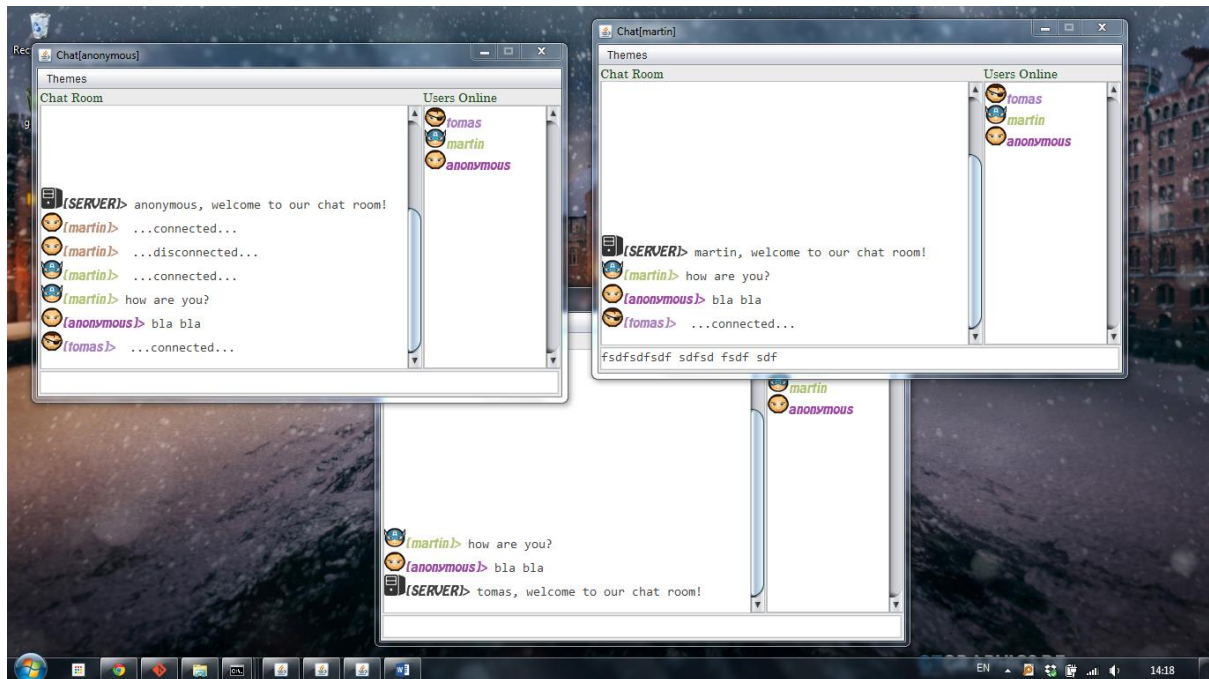 Rec
Chat[anonymous]
Themes
Chat Room
Users Online
tomas
martin
anonymous
[SERVER]> anonymous, welcome to our chat room!
[martin]> ...connected...
[martin]> ...disconnected...
[martin]> ...connected...
[martin]> how are you?
[anonymous]> bla bla
[tomas]> ...connected...
Chat[martin]
Themes
Chat Room
Users Online
tomas
martin
anonymous
[SERVER]> martin, welcome to our chat room!
[martin]> how are you?
[anonymous]> bla bla
[tomas]> ...connected...
fsdfsdfsdf sdfsd fsdf sdf
martin
anonymous
[martin]> how are you?
[anonymous]> bla bla
[SERVER]> tomas, welcome to our chat room!
EN
14:18